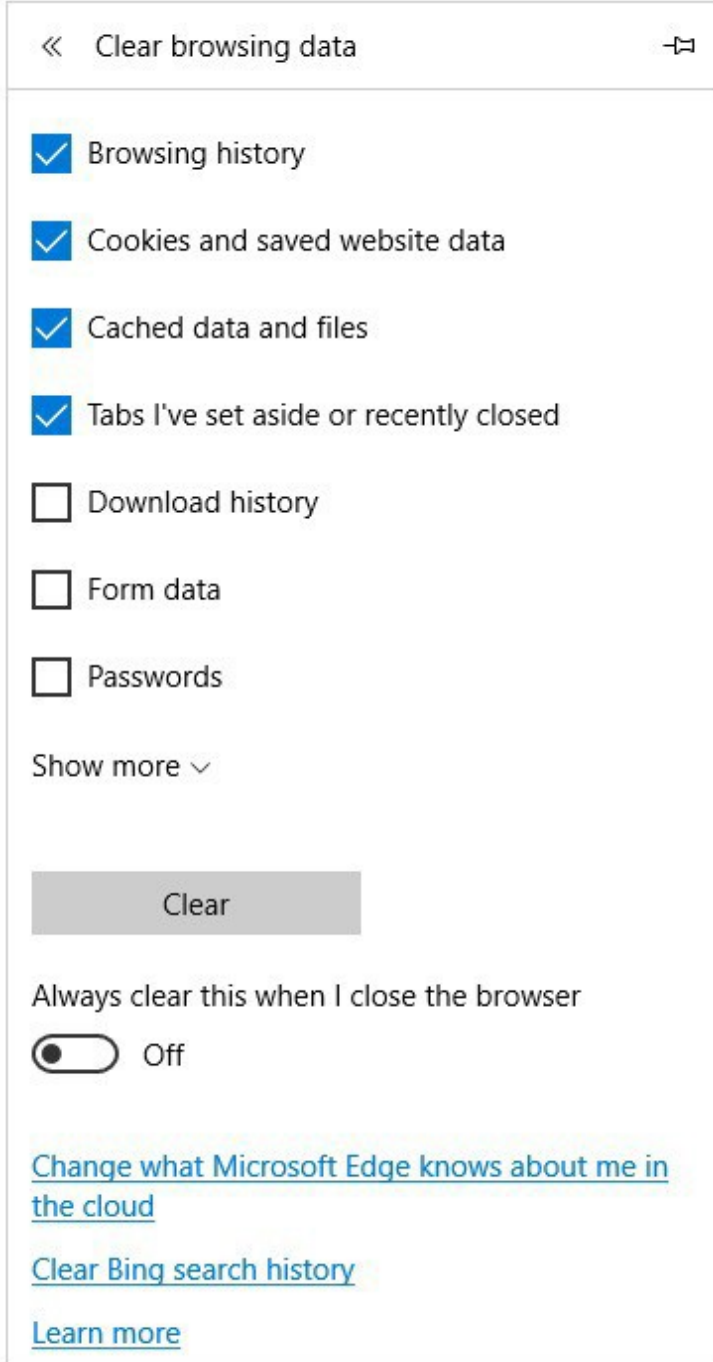 Clear browsing data
Browsing history
Cookies and saved website data
Cached data and files
Tabs I've set aside or recently closed
Download history
Form data
Passwords
Show more
Clear
Always clear this when I close the browser
Off
Change what Microsoft Edge knows about me in
the cloud
Clear Bing search history
Learn more